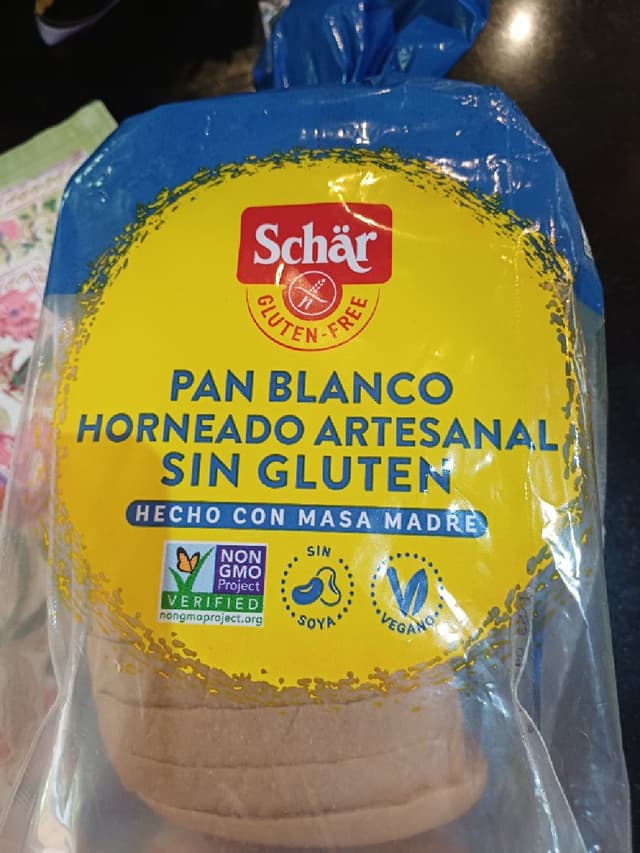 Schär
GLUTEN-FREE
PAN BLANCO
HORNEADO ARTESANAL
SIN GLUTEN
HECHO CON MASA MADRE
NON
GMO
Project
VERIFIED
nongmoproject.org
SIN
SOYA
VEGANO